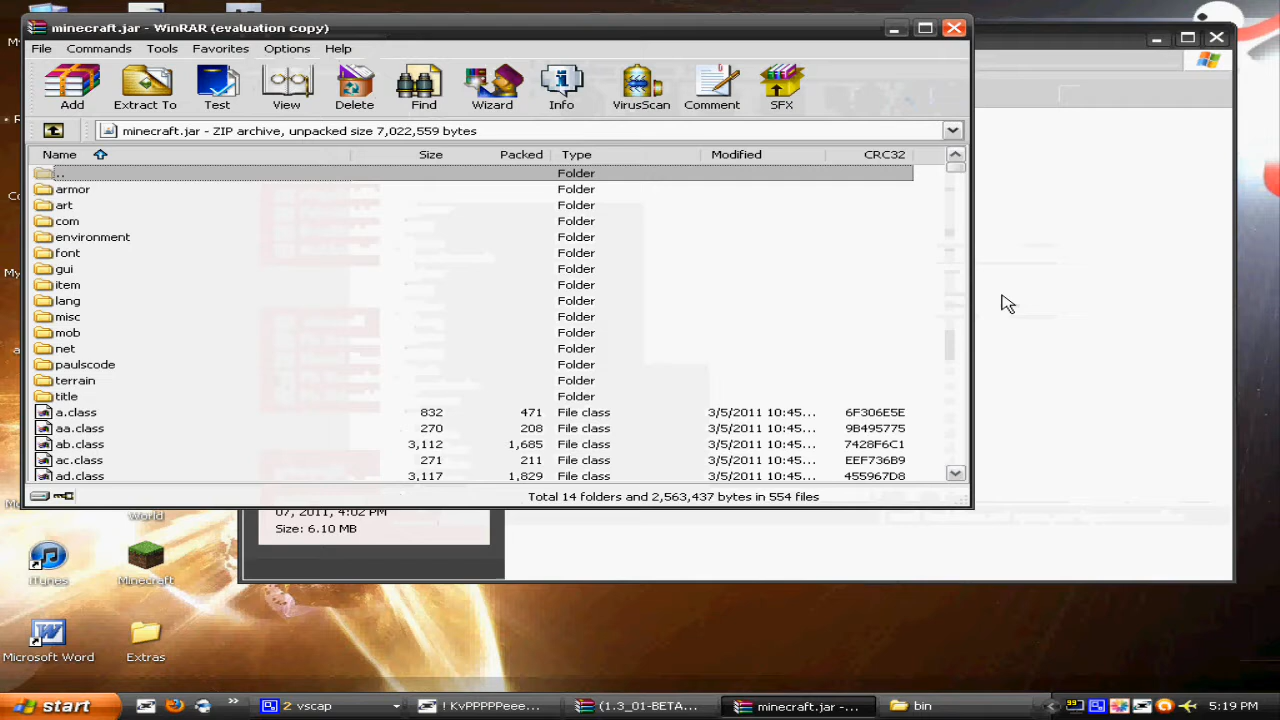 minecraft.jar - WinRAR (evaluation copy)
File Commands Tools Favorites Options Help
Add Extract To Test View Delete Find Wizard Info VirusScan Comment SFX
minecraft.jar - ZIP archive, unpacked size 7,022,559 bytes
Name Size Packed Type Modified CRC32
.. Folder
armor Folder
art Folder
com Folder
environment Folder
font Folder
gui Folder
item Folder
lang Folder
misc Folder
mob Folder
net Folder
paulscode Folder
terrain Folder
title Folder
a.class 832 471 File class 3/5/2011 10:45... 6F306E5E
aa.class 270 208 File class 3/5/2011 10:45... 9B495775
ab.class 3,112 1,685 File class 3/5/2011 10:45... 7428F6C1
ac.class 271 211 File class 3/5/2011 10:45... EEF736B9
ad.class 3,117 1,829 File class 3/5/2011 10:45... 455967D8
Total 14 folders and 2,563,437 bytes in 554 files
World
07, 2011, 4:02 PM
Size: 6.10 MB
iTunes Minecraft
Microsoft Word Extras
start 2 vscap ! KvPPPPPeee... (1.3_01-BETA... minecraft.jar -... bin 99 5:19 PM